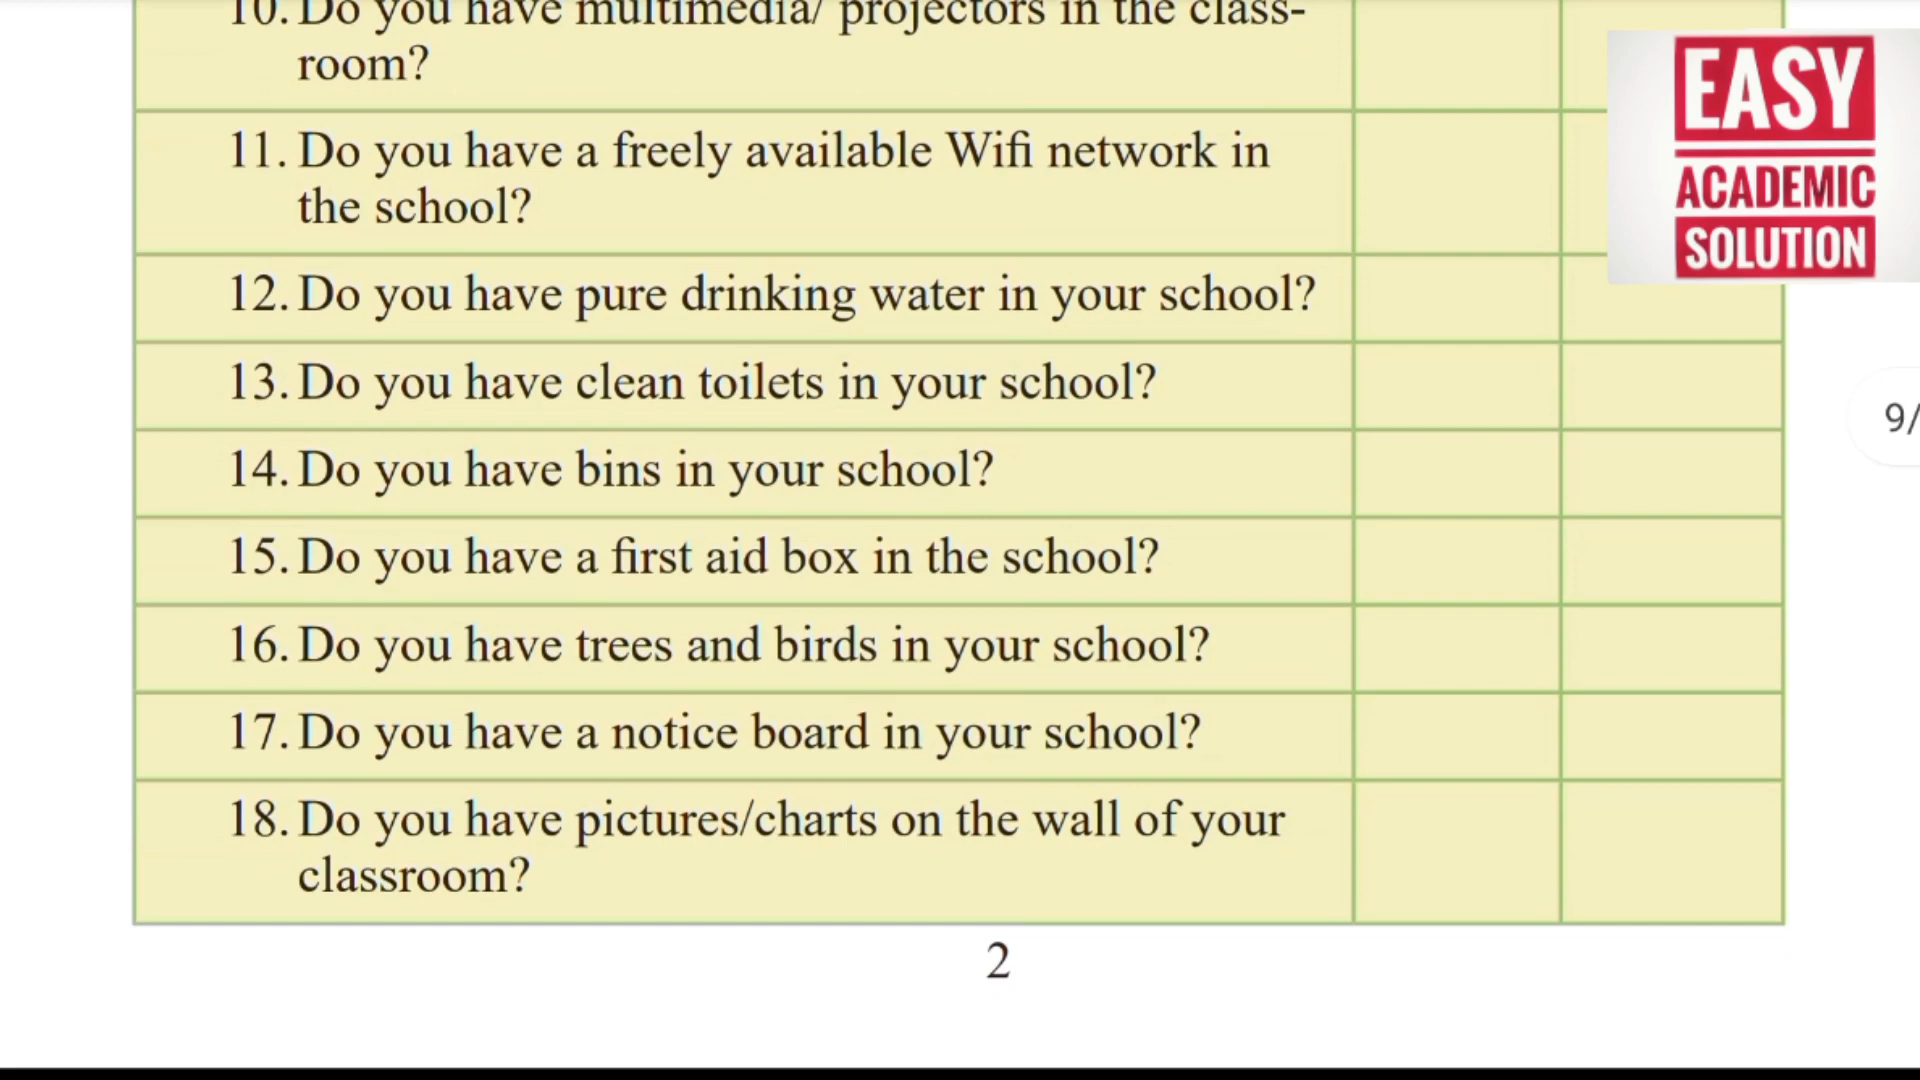 10. Do you have multimedia/ projectors in the class-
room?
11. Do you have a freely available Wifi network in
the school?
12. Do you have pure drinking water in your school?
13. Do you have clean toilets in your school?
14. Do you have bins in your school?
15. Do you have a first aid box in the school?
16. Do you have trees and birds in your school?
17. Do you have a notice board in your school?
18. Do you have pictures/charts on the wall of your
classroom?
2
EASY
ACADEMIC
SOLUTION
9/